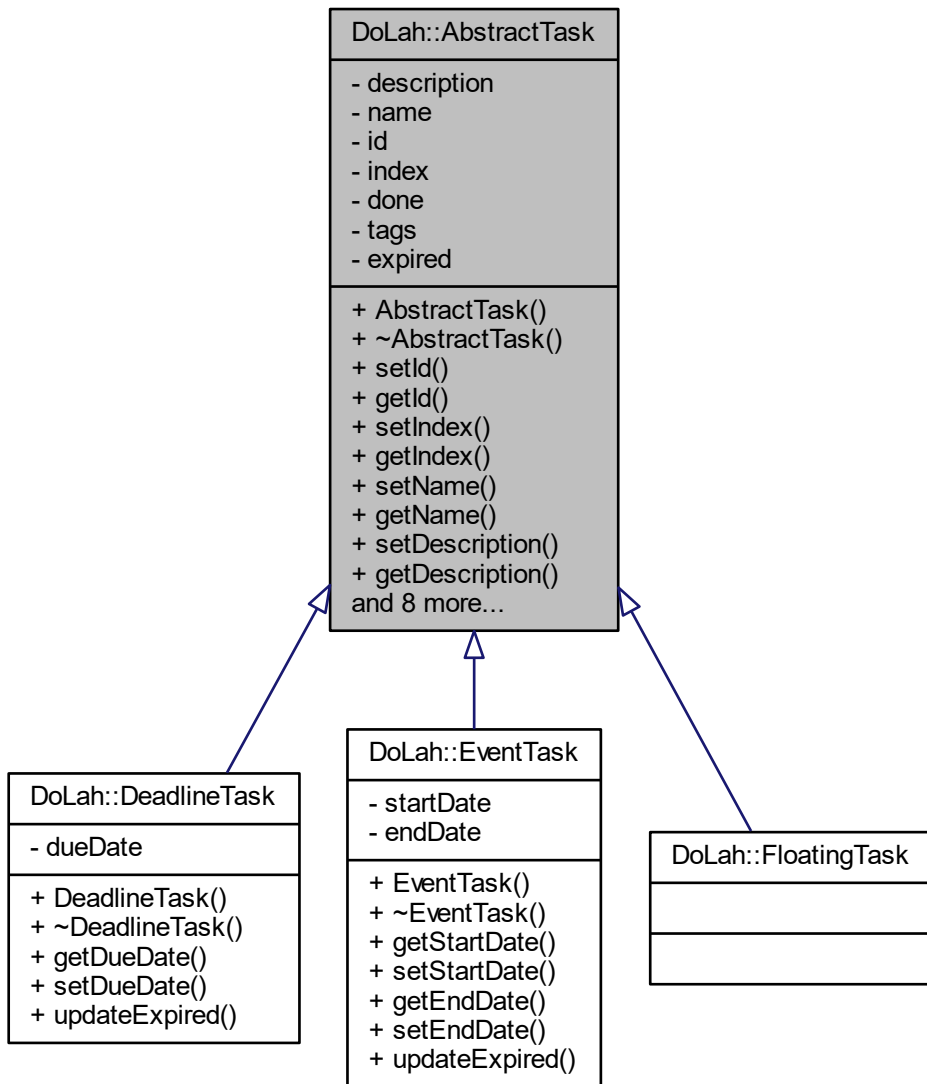 DoLah::AbstractTask
- description
- name
- id
- index
- done
- tags
- expired
+ AbstractTask()
+ ~AbstractTask()
+ setId()
+ getId()
+ setIndex()
+ getIndex()
+ setName()
+ getName()
+ setDescription()
+ getDescription()
and 8 more...
DoLah::DeadlineTask
- dueDate
+ DeadlineTask()
+ ~DeadlineTask()
+ getDueDate()
+ setDueDate()
+ updateExpired()
DoLah::EventTask
- startDate
- endDate
+ EventTask()
+ ~EventTask()
+ getStartDate()
+ setStartDate()
+ getEndDate()
+ setEndDate()
+ updateExpired()
DoLah::FloatingTask